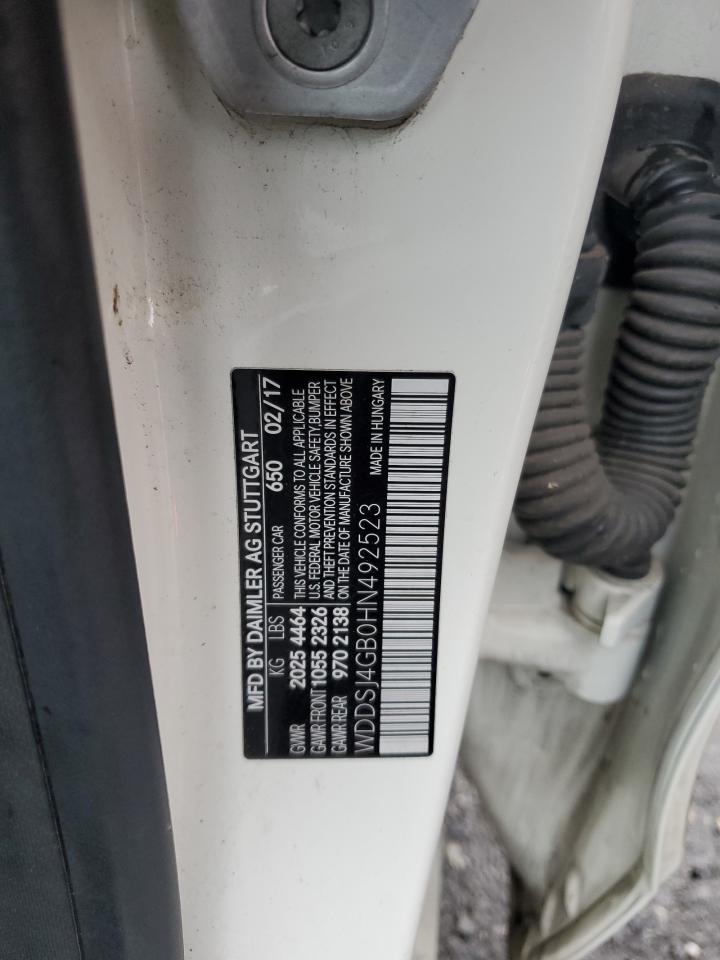 MFD BY DAIMLER AG STUTTGART
KG LBS PASSENGER CAR 650 02/17
GVWR 2025 4464 THIS VEHICLE CONFORMS TO ALL APPLICABLE
GAWR FRONT 1055 2326 U.S. FEDERAL MOTOR VEHICLE SAFETY, BUMPER
GAWR REAR 970 2138 AND THEFT PREVENTION STANDARDS IN EFFECT
ON THE DATE OF MANUFACTURE SHOWN ABOVE
WDDSJ4GB0HN492523 MADE IN HUNGARY